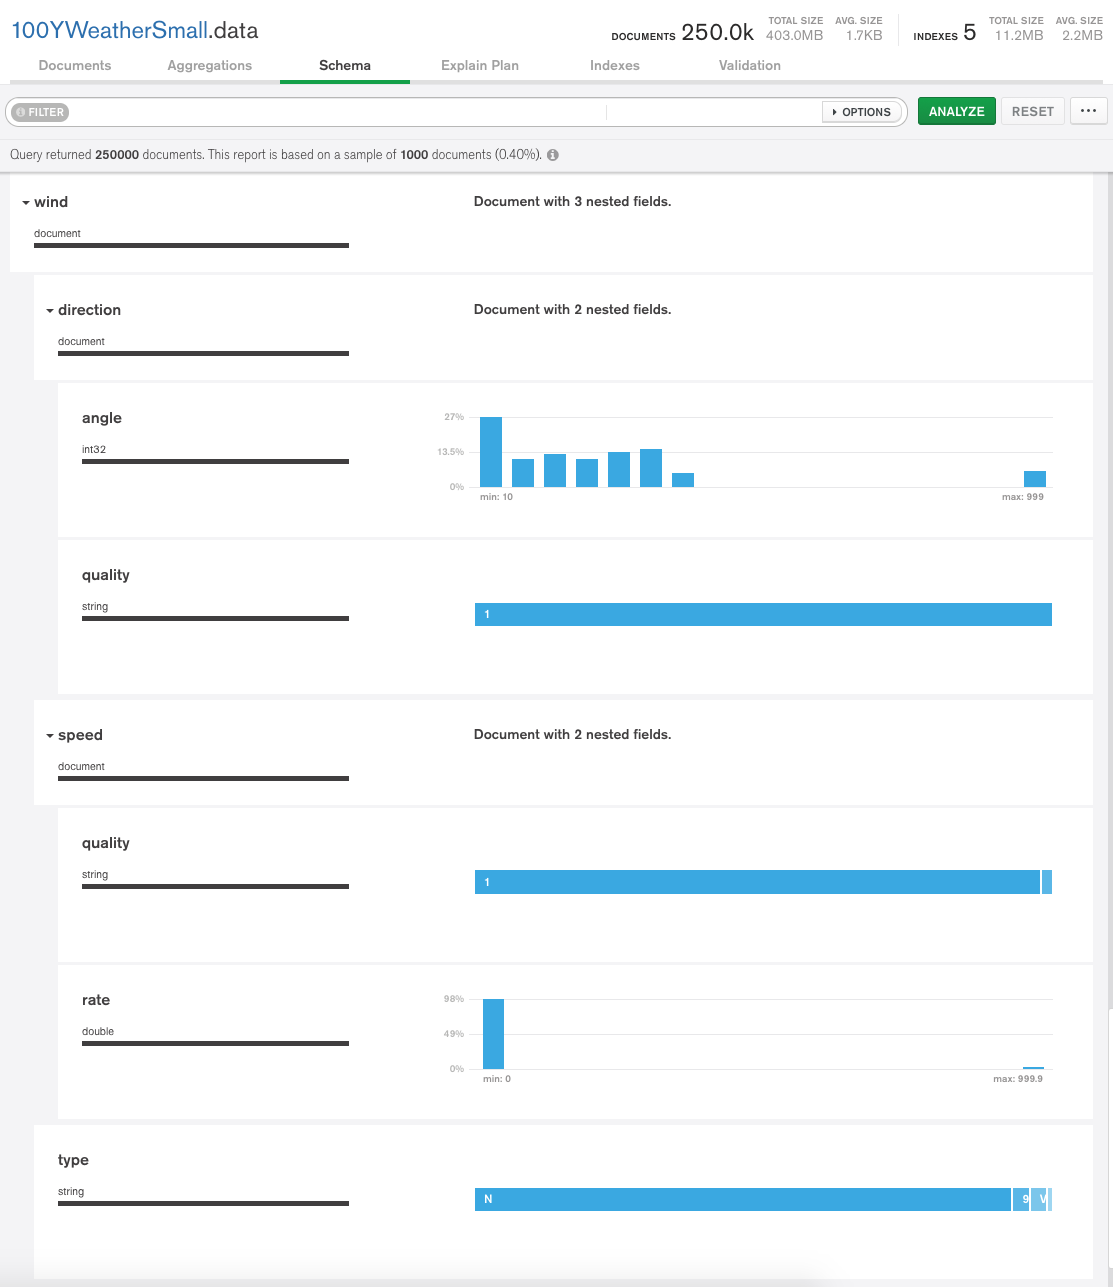 100YWeatherSmall.data
DOCUMENTS 250.0k TOTAL SIZE 403.0MB AVG. SIZE 1.7KB INDEXES 5 TOTAL SIZE 11.2MB AVG. SIZE 2.2MB
Documents Aggregations Schema Explain Plan Indexes Validation
FILTER OPTIONS ANALYZE RESET ...
Query returned 250000 documents. This report is based on a sample of 1000 documents (0.40%).
wind Document with 3 nested fields.
document
direction Document with 2 nested fields.
document
angle
int32
27%
13.5%
0%
min: 10 max: 999
quality
string
1
speed Document with 2 nested fields.
document
quality
string
1
rate
double
98%
49%
0%
min: 0 max: 999.9
type
string
N 9 V